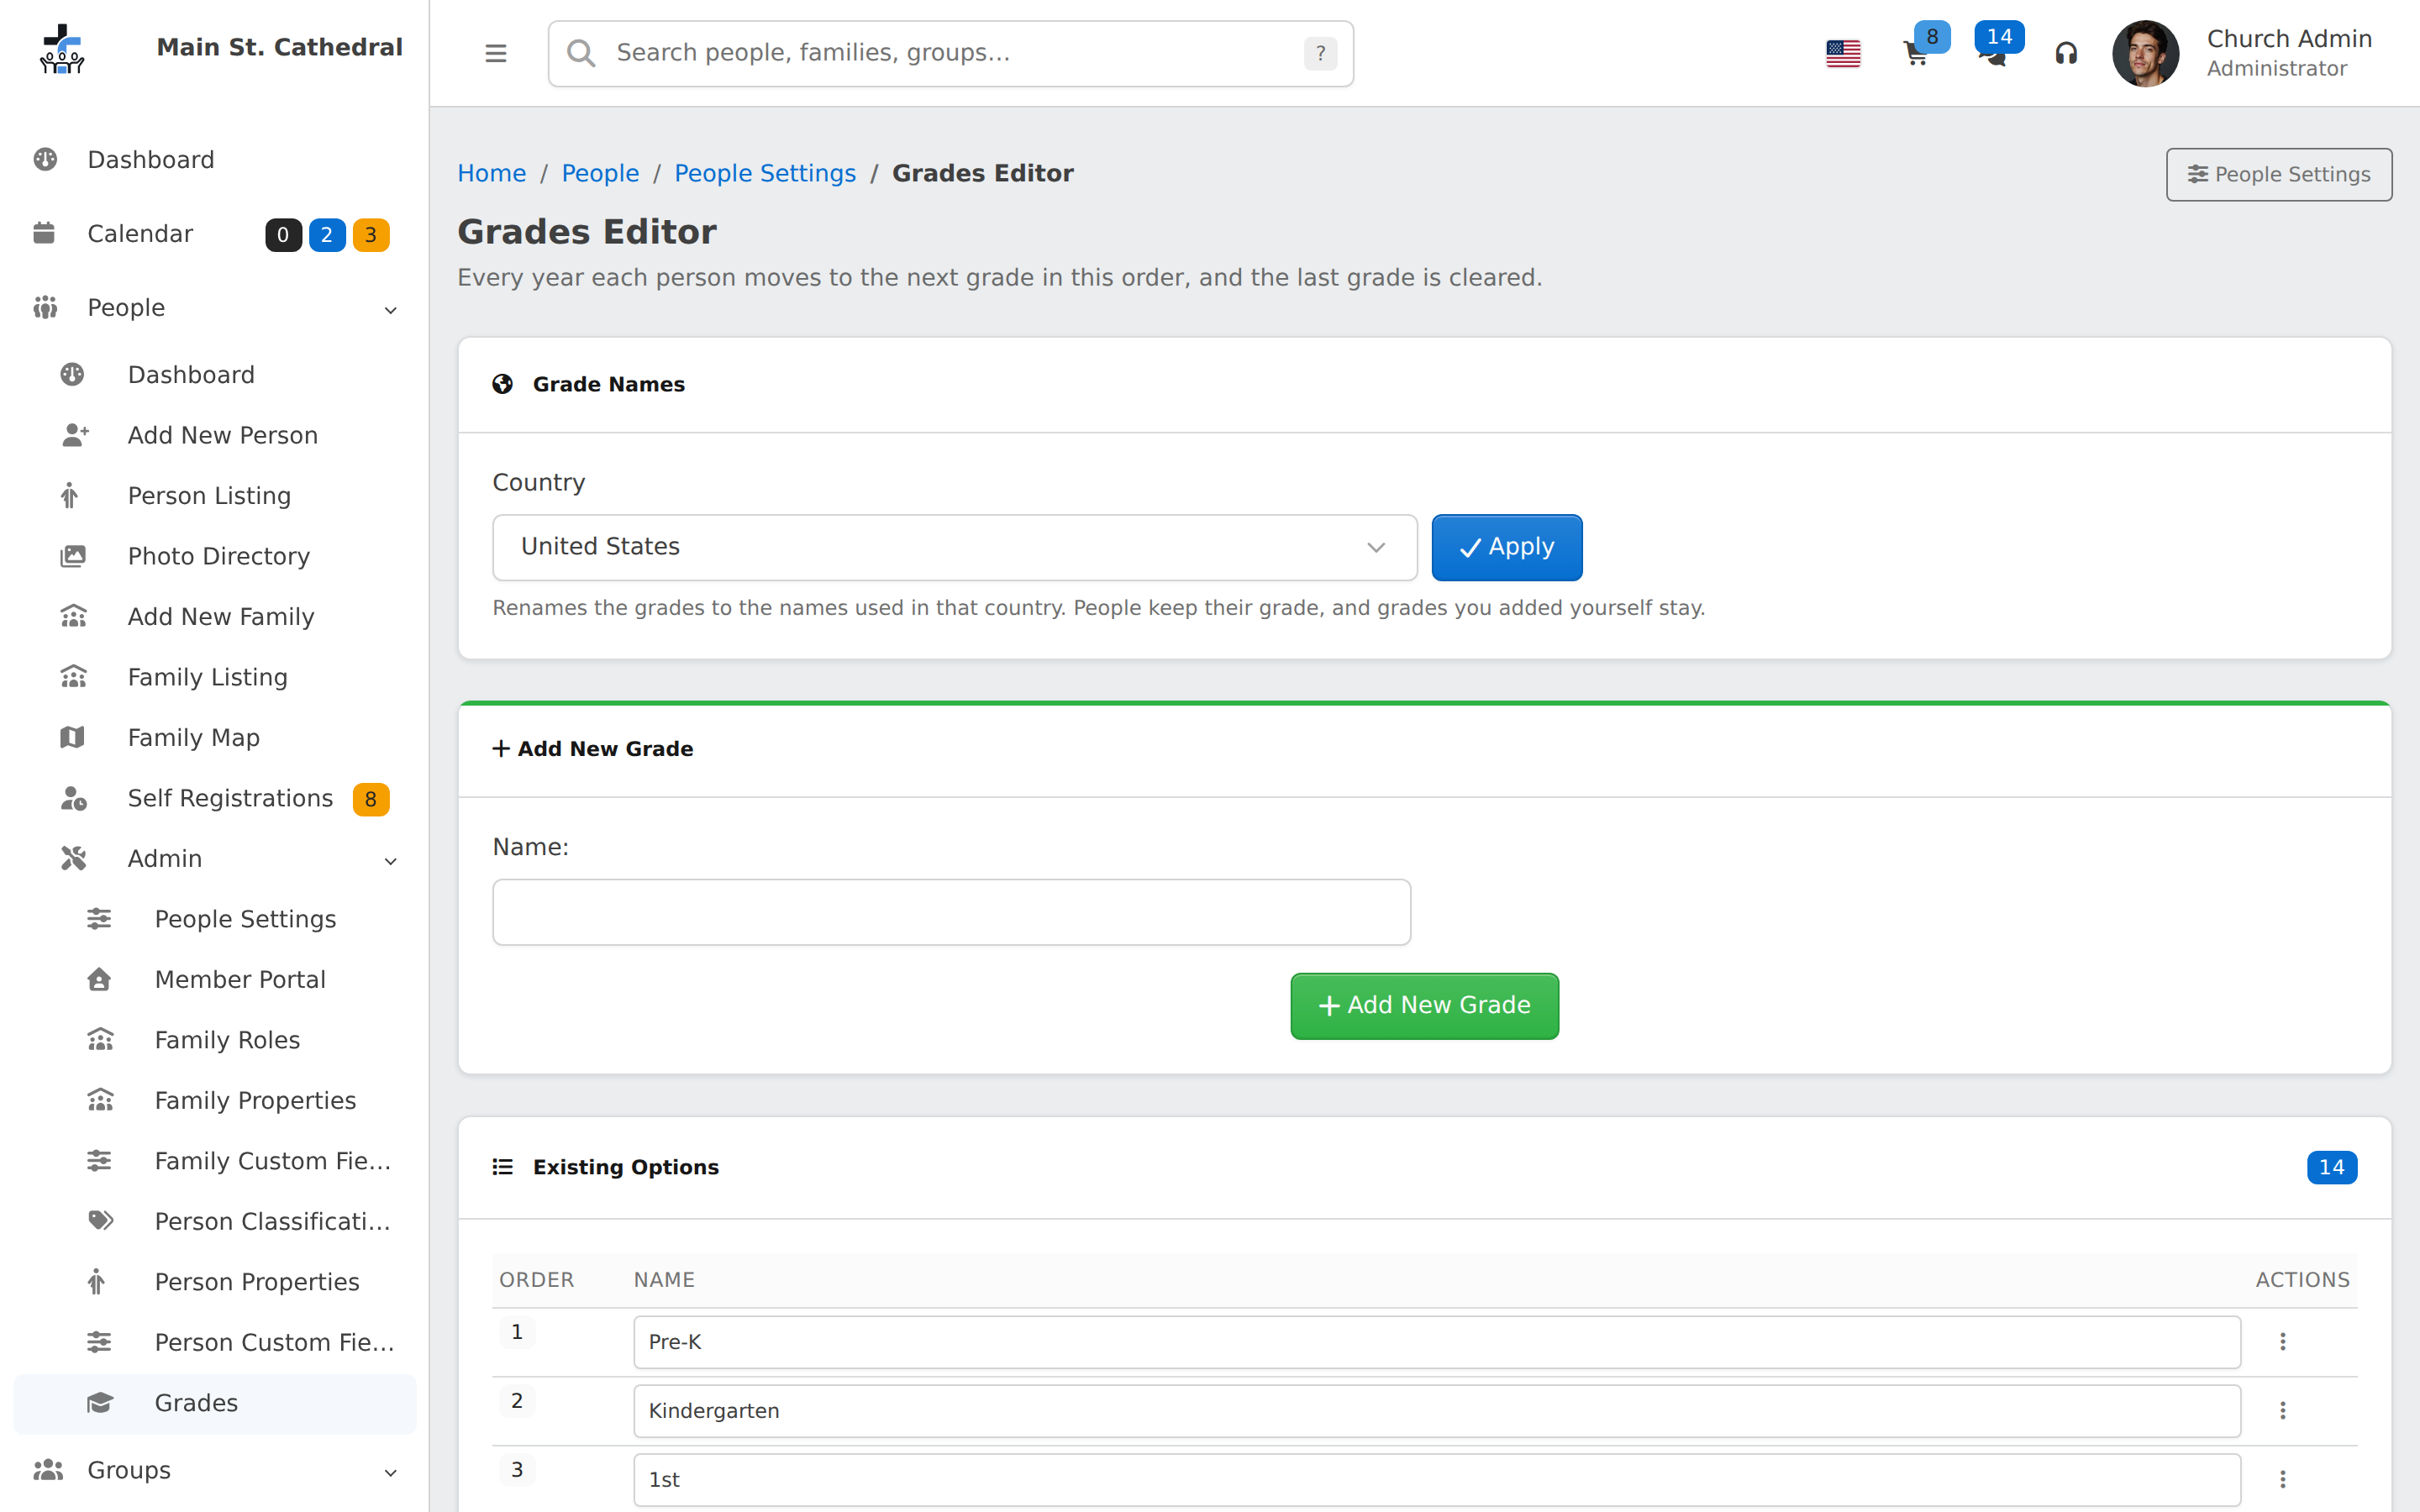 Main St. Cathedral
Search people, families, groups...
?
8
14
Church Admin
Administrator
Dashboard
Calendar
0
2
3
People
Dashboard
Add New Person
Person Listing
Photo Directory
Add New Family
Family Listing
Family Map
Self Registrations
8
Admin
People Settings
Member Portal
Family Roles
Family Properties
Family Custom Fie...
Person Classificati...
Person Properties
Person Custom Fie...
Grades
Groups
Home / People / People Settings / Grades Editor
People Settings
Grades Editor
Every year each person moves to the next grade in this order, and the last grade is cleared.
Grade Names
Country
United States
Apply
Renames the grades to the names used in that country. People keep their grade, and grades you added yourself stay.
Add New Grade
Name:
Add New Grade
Existing Options
14
ORDER NAME ACTIONS
1 Pre-K
2 Kindergarten
3 1st